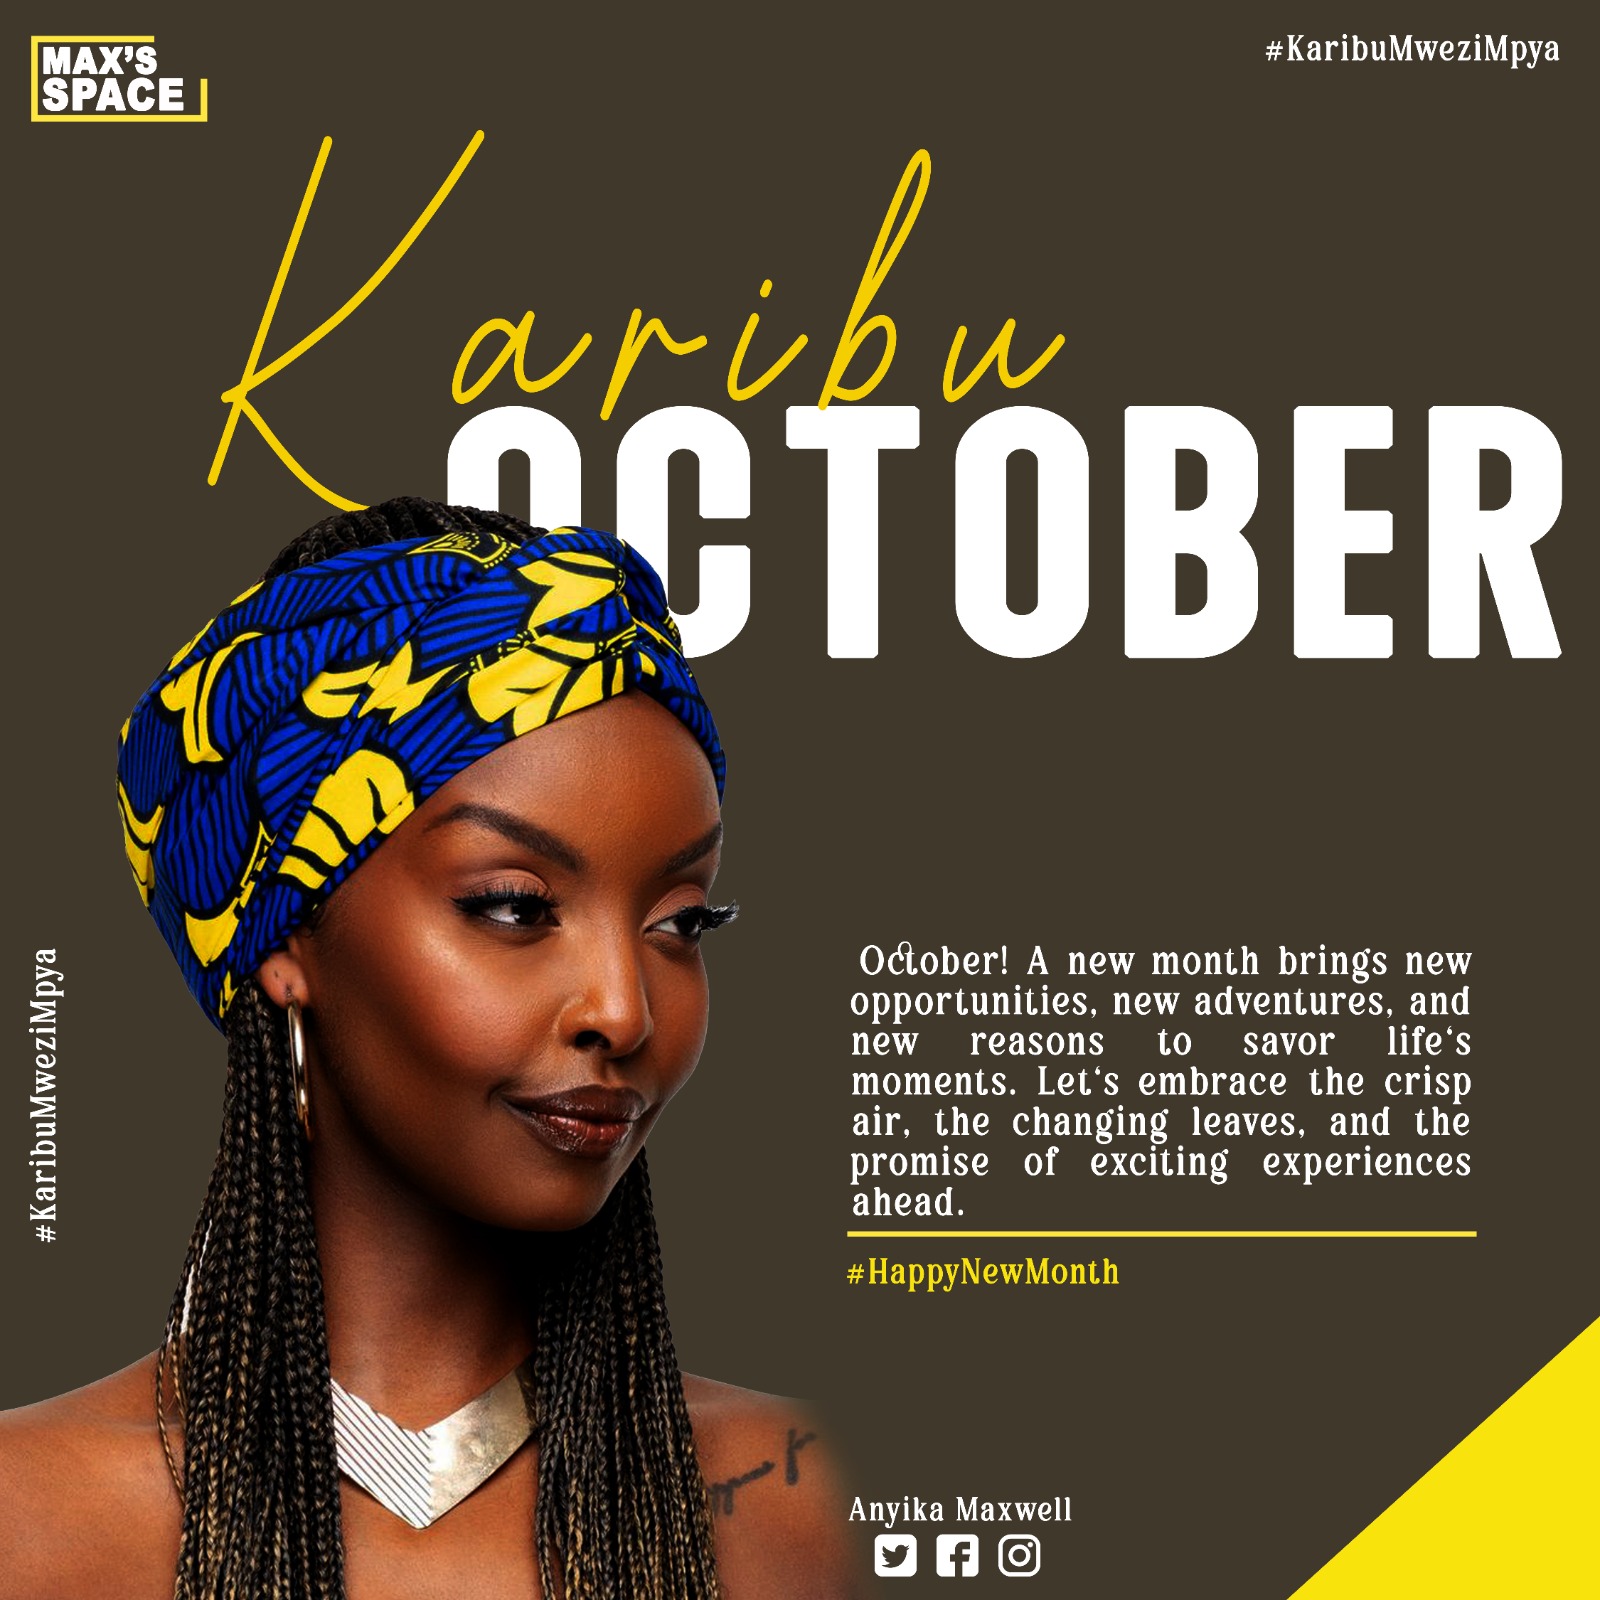 MAX'S
SPACE
#KaribuMweziMpya
Karibu
OCTOBER
#KaribuMweziMpya
October! A new month brings new
opportunities, new adventures, and
new reasons to savor life‘s
moments. Let‘s embrace the crisp
air, the changing leaves, and the
promise of exciting experiences
ahead.
#HappyNewMonth
Anyika Maxwell